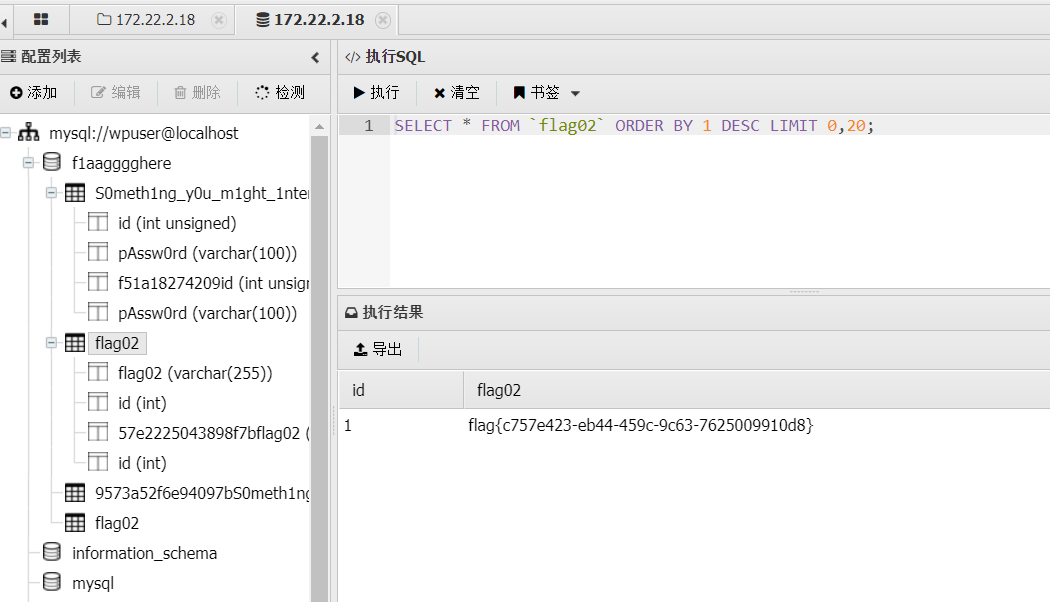 172.22.2.18
172.22.2.18
配置列表
添加 编辑 删除 检测
mysql://wpuser@localhost
f1aagggghere
S0meth1ng_y0u_m1ght_1nter
id (int unsigned)
pAssw0rd (varchar(100))
f51a18274209id (int unsign
pAssw0rd (varchar(100))
flag02
flag02 (varchar(255))
id (int)
57e2225043898f7bflag02 (
id (int)
9573a52f6e94097bS0meth1ng
flag02
information_schema
mysql
</> 执行SQL
执行 清空 书签
1 SELECT * FROM `flag02` ORDER BY 1 DESC LIMIT 0,20;
执行结果
导出
id flag02
1 flag{c757e423-eb44-459c-9c63-7625009910d8}